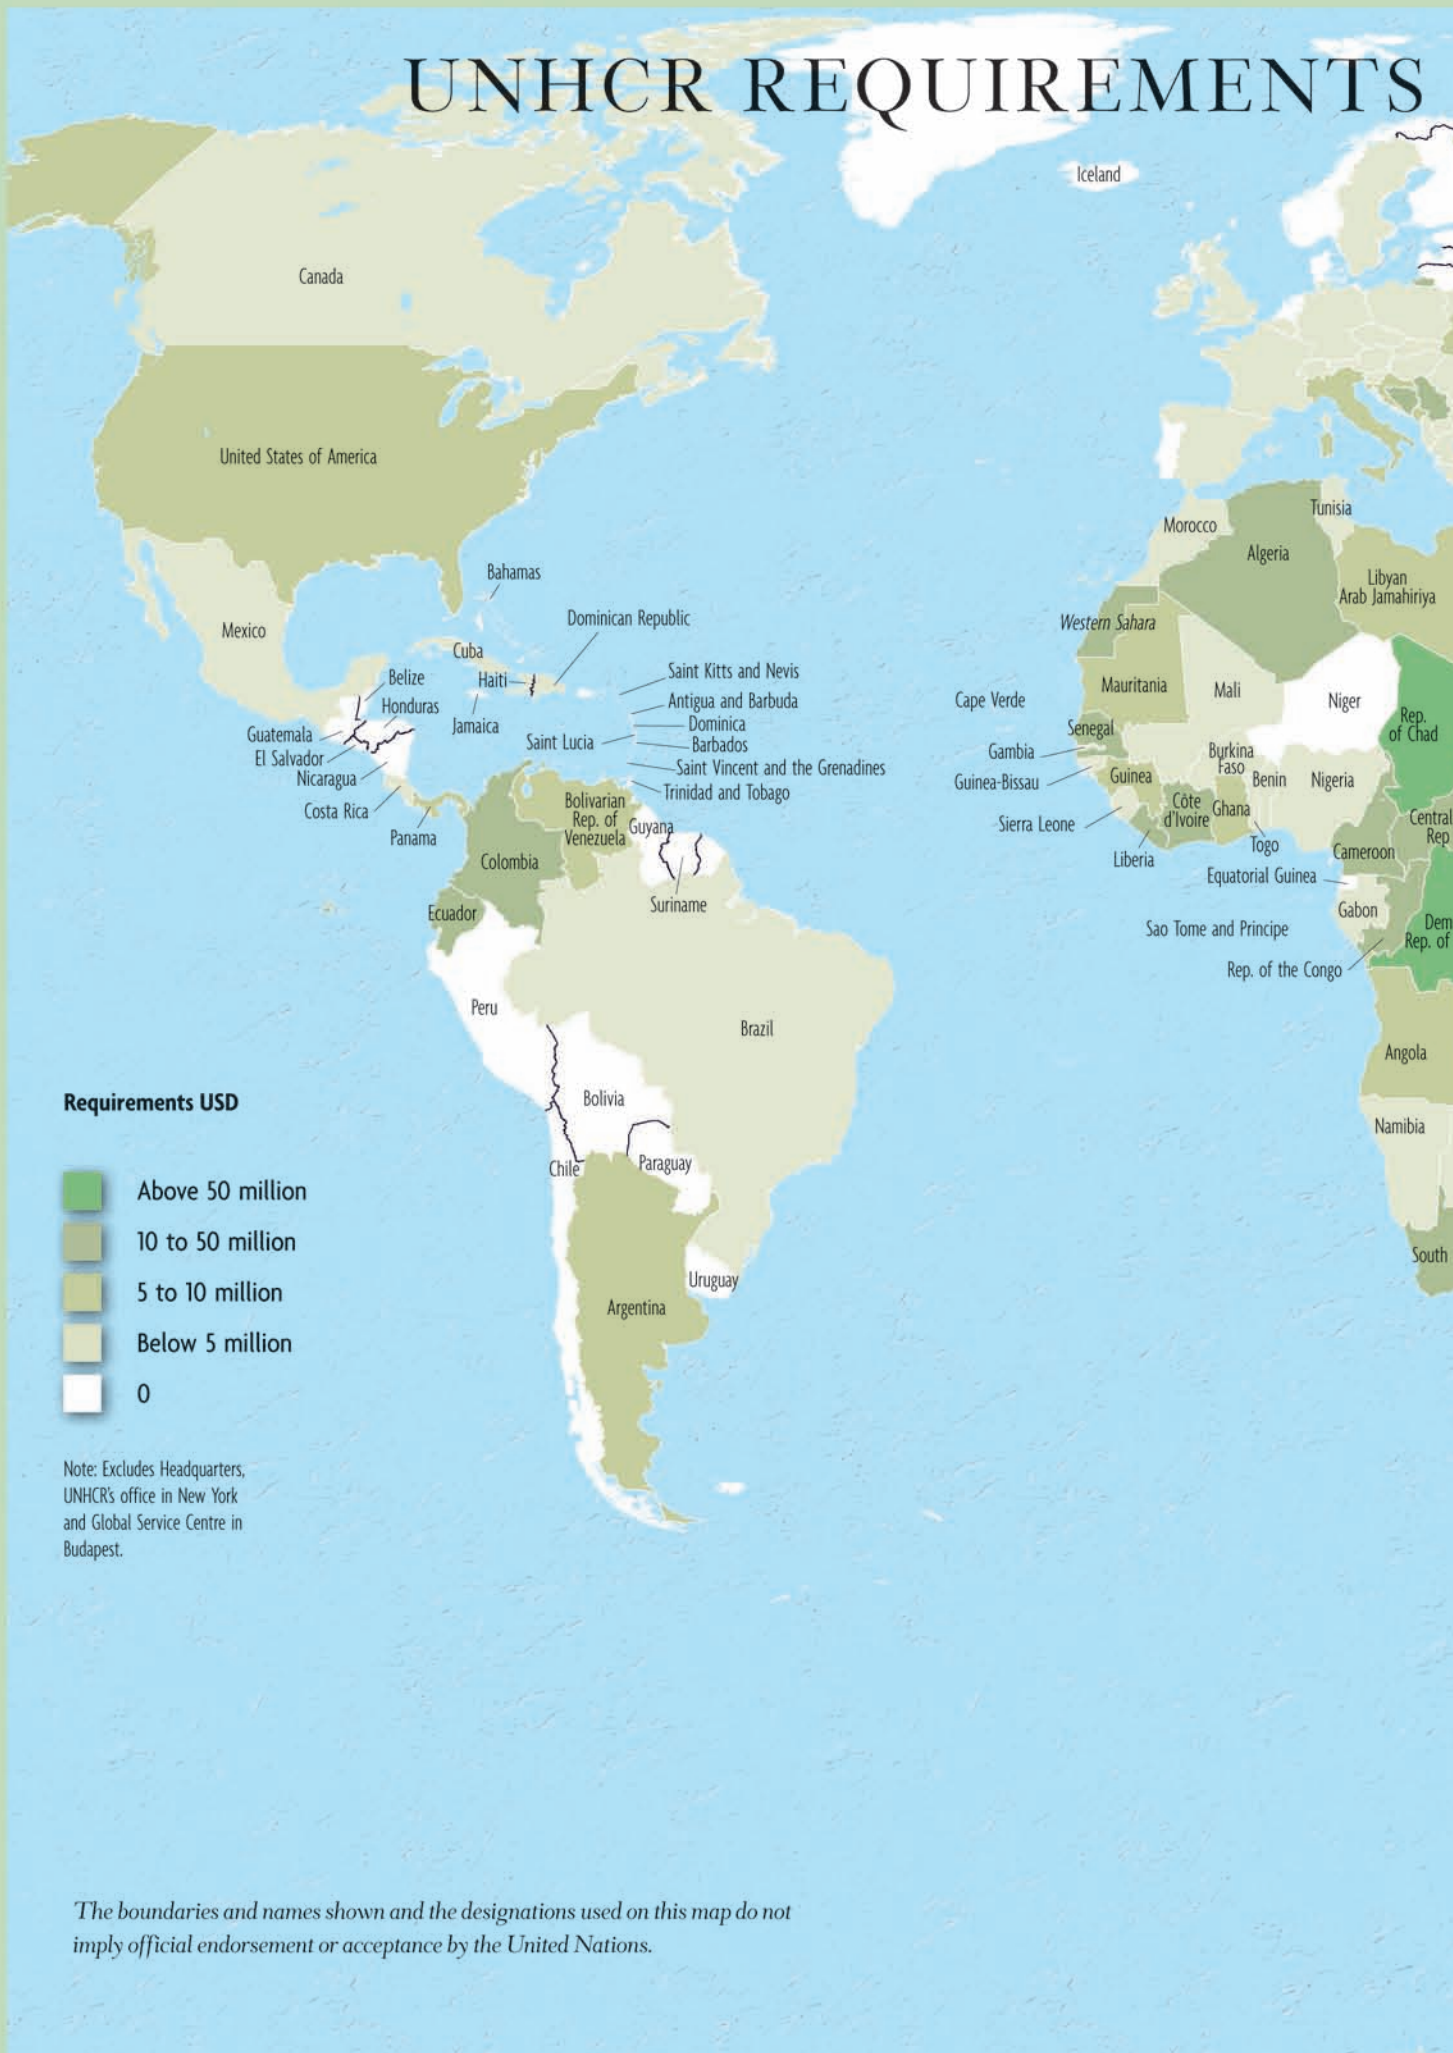 UNHCR REQUIREMENTS
Iceland
Canada
United States of America
Mexico
Bahamas
Dominican Republic
Cuba
Haiti
Belize
Honduras
Jamaica
Guatemala
El Salvador
Nicaragua
Costa Rica
Panama
Saint Kitts and Nevis
Antigua and Barbuda
Dominica
Saint Lucia
Barbados
Saint Vincent and the Grenadines
Trinidad and Tobago
Bolivarian
Rep. of
Venezuela
Guyana
Colombia
Suriname
Ecuador
Peru
Brazil
Bolivia
Chile
Paraguay
Uruguay
Argentina
Morocco
Tunisia
Algeria
Libyan
Arab Jamahiriya
Western Sahara
Mauritania
Mali
Niger
Rep.
of Chad
Cape Verde
Senegal
Gambia
Guinea-Bissau
Guinea
Burkina
Faso
Benin
Nigeria
Côte
d'Ivoire
Ghana
Sierra Leone
Liberia
Togo
Central
Rep
Cameroon
Equatorial Guinea
Gabon
Sao Tome and Principe
Dem
Rep. of
Rep. of the Congo
Angola
Namibia
South
Requirements USD
Above 50 million
10 to 50 million
5 to 10 million
Below 5 million
0
Note: Excludes Headquarters,
UNHCR's office in New York
and Global Service Centre in
Budapest.
The boundaries and names shown and the designations used on this map do not
imply official endorsement or acceptance by the United Nations.